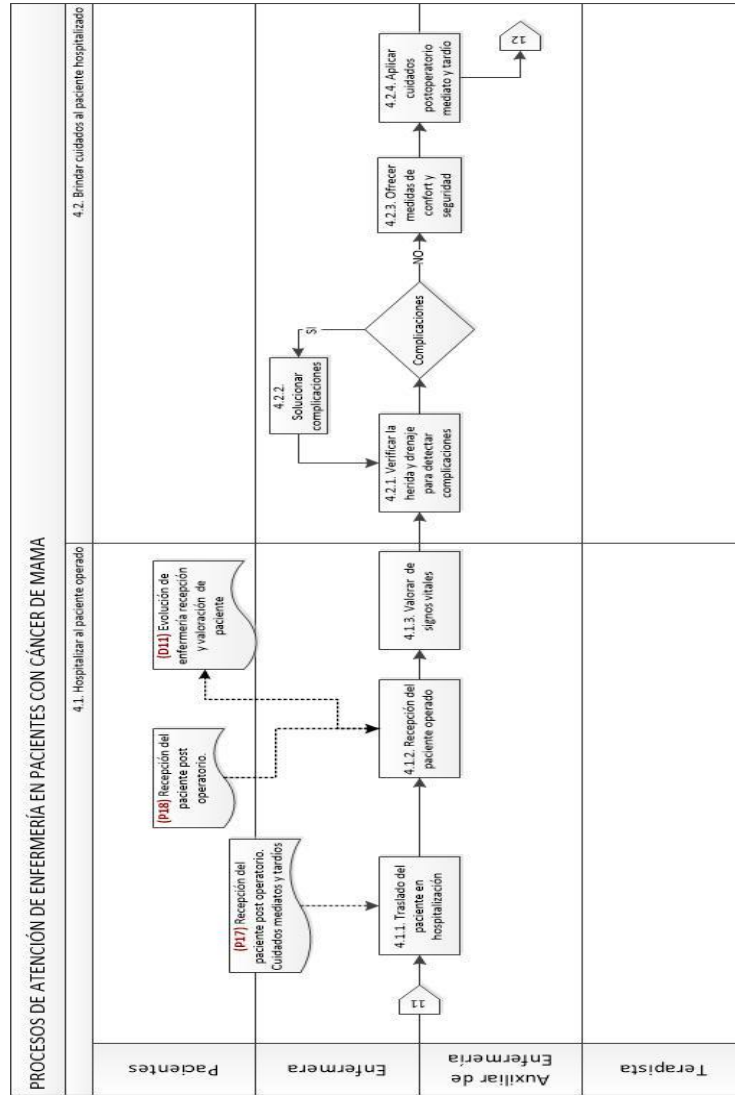 PROCESOS DE ATENCIÓN DE ENFERMERÍA EN PACIENTES CON CÁNCER DE MAMA
4.1. Hospitalizar al paciente operado
4.2. Brindar cuidados al paciente hospitalizado
Pacientes
(P17) Recepción del
paciente post operatorio.
Cuidados mediatos y tardíos
(P18) Recepción del
paciente post
operatorio.
(D11) Evolución de
enfermería recepción
y valoración de
paciente
Enfermera
11
4.1.1. Traslado del
paciente en
hospitalización
4.1.2. Recepción del
paciente operado
4.1.3. Valorar de
signos vitales
4.2.1. Verificar la
herida y drenaje
para detectar
complicaciones
4.2.2.
Solucionar
complicaciones
SI
Complicaciones
NO
4.2.3. Ofrecer
medidas de
confort y
seguridad
4.2.4. Aplicar
cuidados
postoperatorio
mediato y tardío
12
Auxiliar de
Enfermería
Terapista